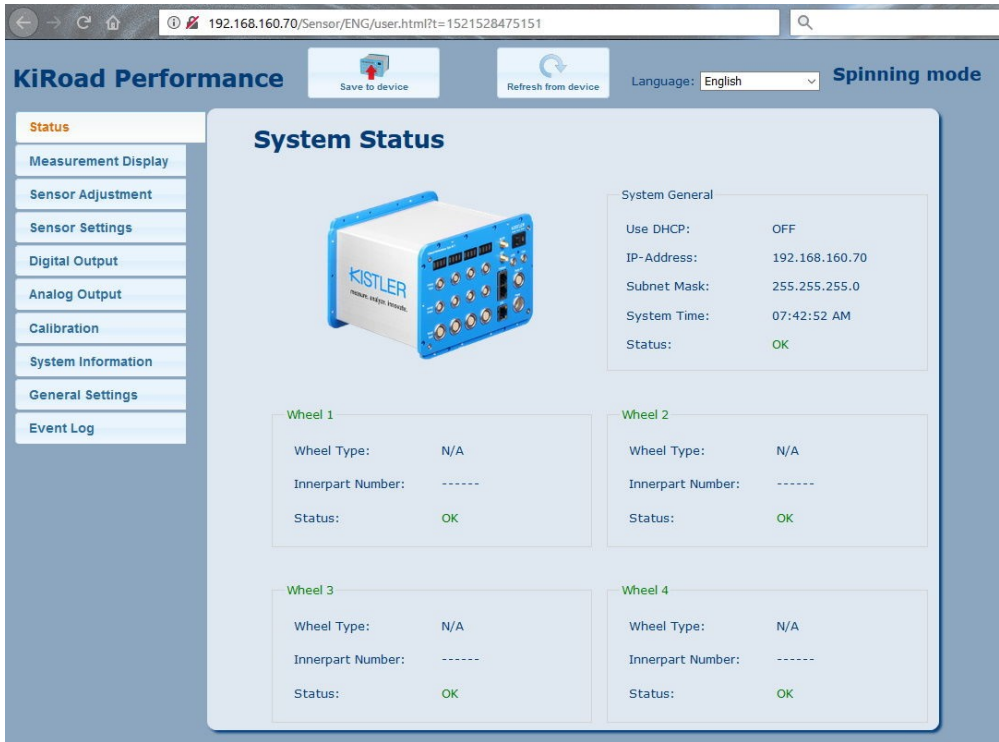 192.168.160.70/Sensor/ENG/user.html?t=1521528475151
KiRoad Performance
Save to device
Refresh from device
Language: English
Spinning mode
Status
Measurement Display
Sensor Adjustment
Sensor Settings
Digital Output
Analog Output
Calibration
System Information
General Settings
Event Log
System Status
KISTLER
measure. analyze. innovate.
System General
Use DHCP: OFF
IP-Address: 192.168.160.70
Subnet Mask: 255.255.255.0
System Time: 07:42:52 AM
Status: OK
Wheel 1
Wheel Type: N/A
Innerpart Number: ------
Status: OK
Wheel 2
Wheel Type: N/A
Innerpart Number: ------
Status: OK
Wheel 3
Wheel Type: N/A
Innerpart Number: ------
Status: OK
Wheel 4
Wheel Type: N/A
Innerpart Number: ------
Status: OK